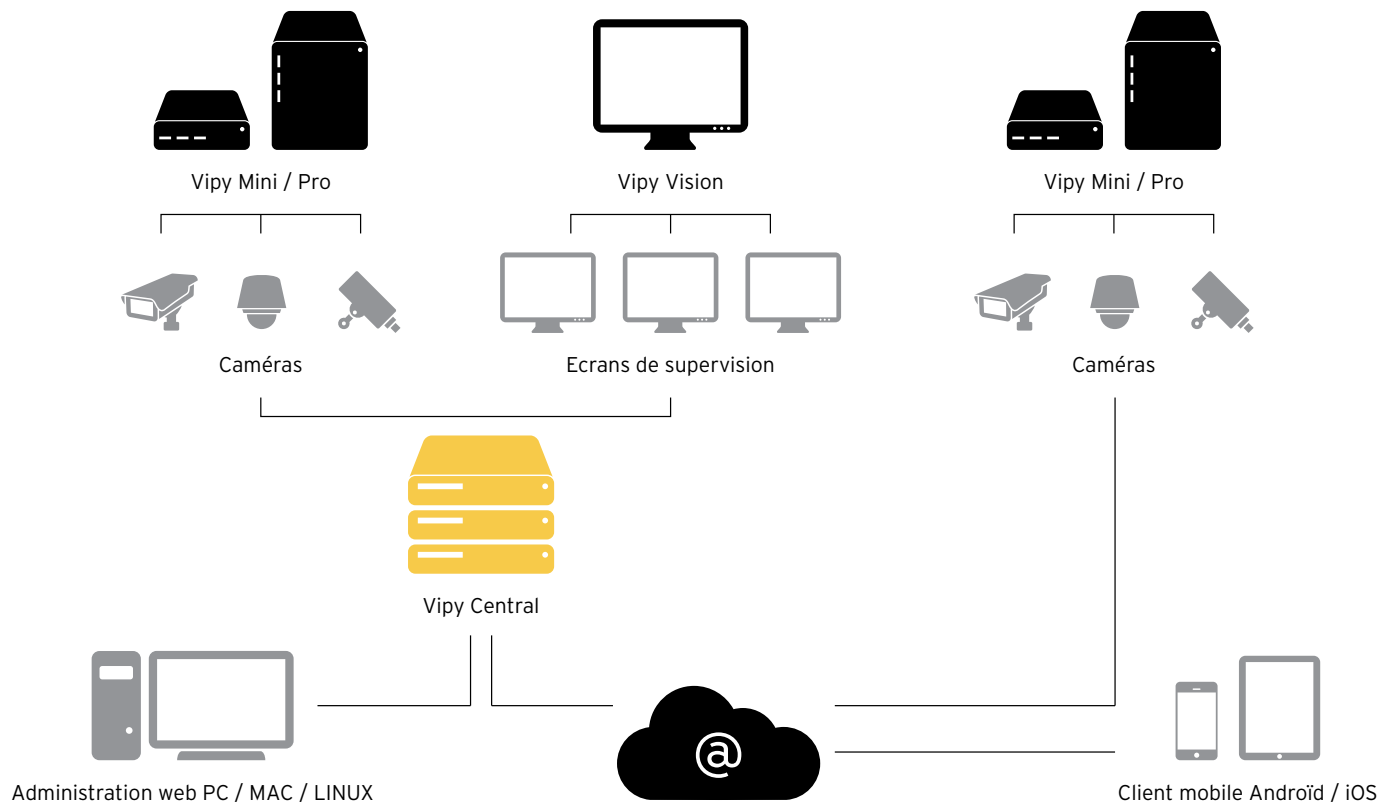 Vipy Mini / Pro
Vipy Vision
Vipy Mini / Pro
Caméras
Ecrans de supervision
Caméras
Vipy Central
@
Administration web PC / MAC / LINUX
Client mobile Androïd / iOS